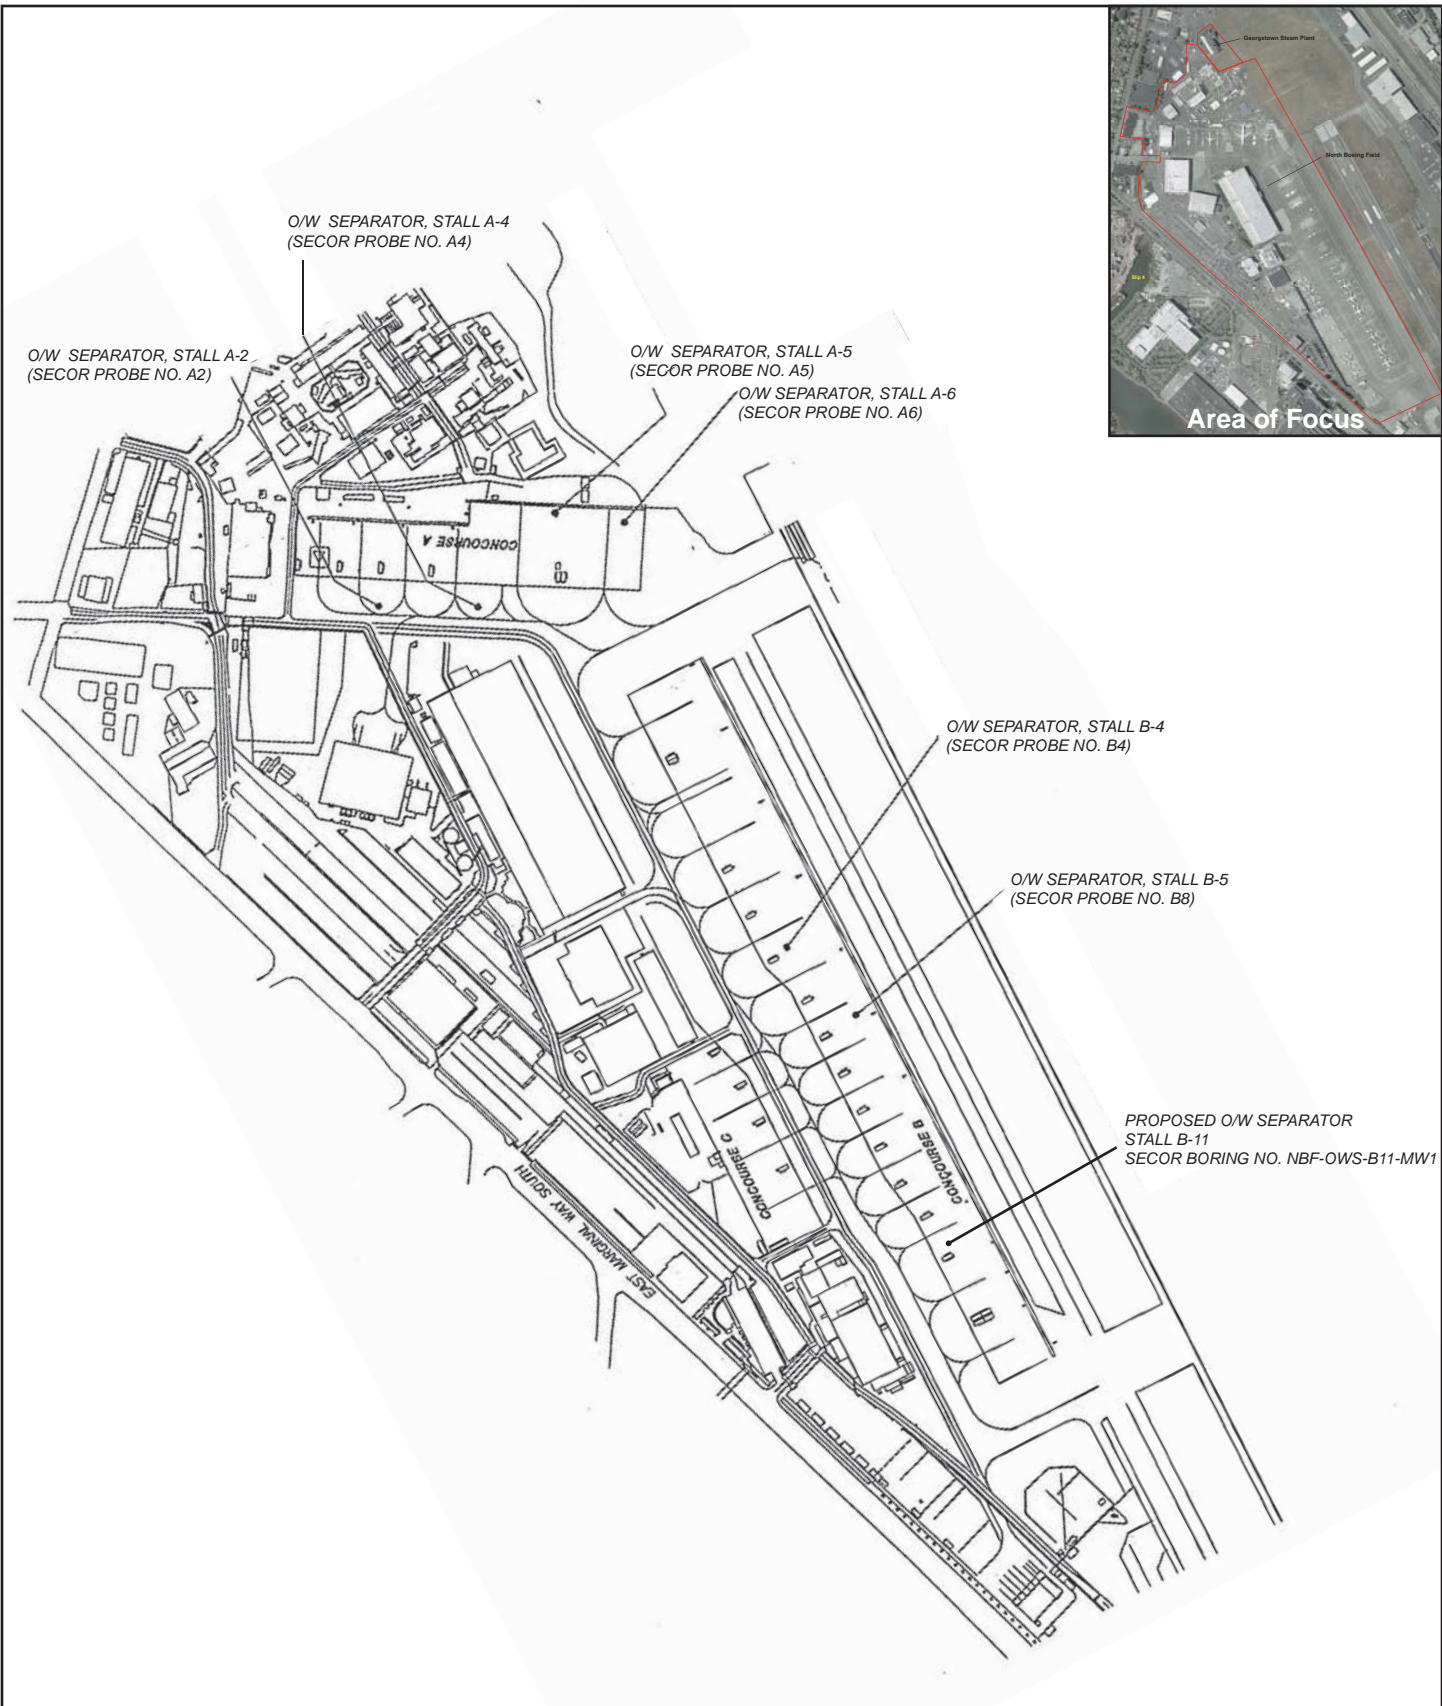 Georgetown Steam Plant
North Boeing Field
Slip 4
Area of Focus
O/W SEPARATOR, STALL A-4
(SECOR PROBE NO. A4)
O/W SEPARATOR, STALL A-2
(SECOR PROBE NO. A2)
O/W SEPARATOR, STALL A-5
(SECOR PROBE NO. A5)
O/W SEPARATOR, STALL A-6
(SECOR PROBE NO. A6)
CONCOURSE A
O/W SEPARATOR, STALL B-4
(SECOR PROBE NO. B4)
O/W SEPARATOR, STALL B-5
(SECOR PROBE NO. B8)
PROPOSED O/W SEPARATOR
STALL B-11
SECOR BORING NO. NBF-OWS-B11-MW1
CONCOURSE B
CONCOURSE C
EAST MARGINAL WAY SOUTH